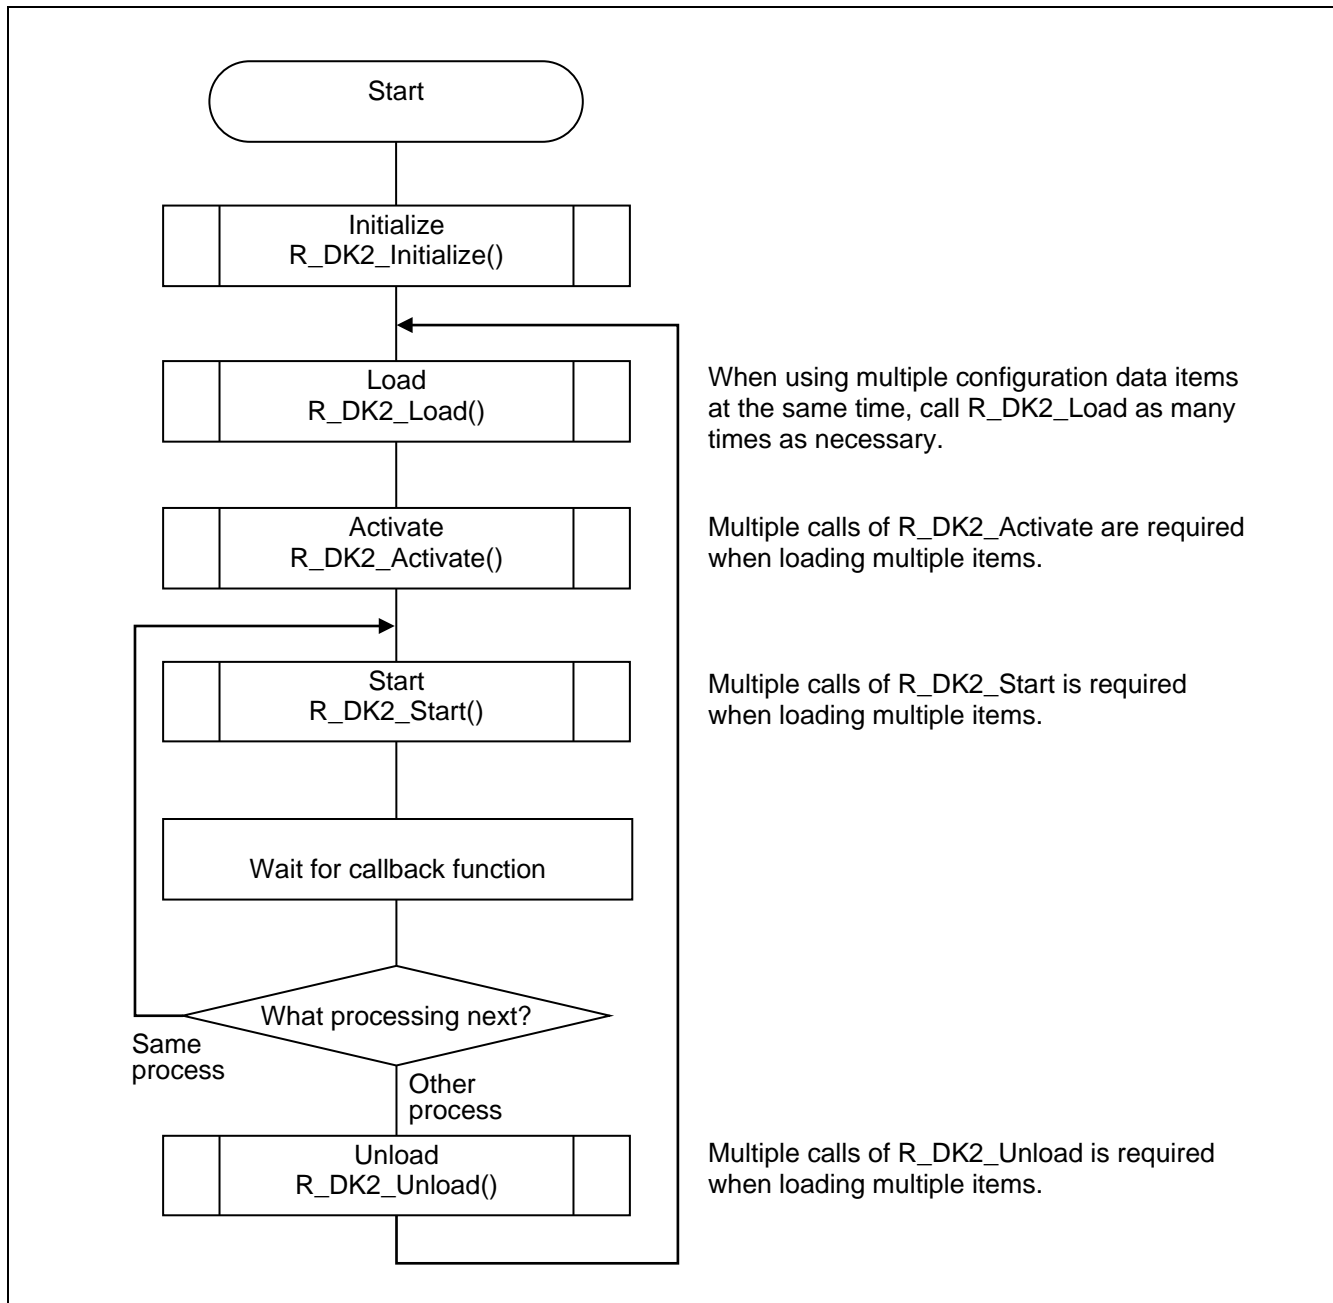 Start
Initialize
R_DK2_Initialize()
Load
R_DK2_Load()
When using multiple configuration data items
at the same time, call R_DK2_Load as many
times as necessary.
Activate
R_DK2_Activate()
Multiple calls of R_DK2_Activate are required
when loading multiple items.
Start
R_DK2_Start()
Multiple calls of R_DK2_Start is required
when loading multiple items.
Wait for callback function
What processing next?
Same
process
Other
process
Unload
R_DK2_Unload()
Multiple calls of R_DK2_Unload is required
when loading multiple items.